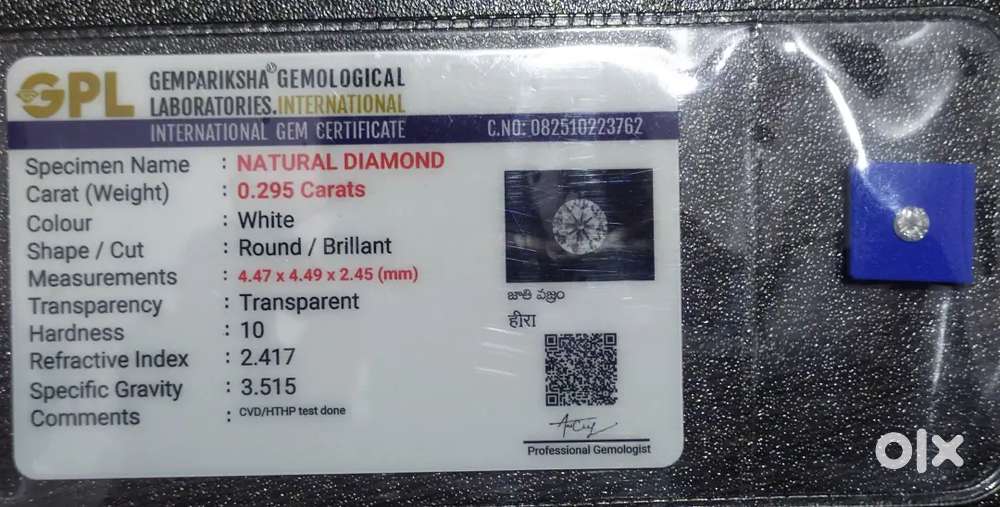 GPL
GEMPARIKSHA® GEMOLOGICAL
LABORATORIES.INTERNATIONAL
INTERNATIONAL GEM CERTIFICATE C.NO: 082510223762
Specimen Name : NATURAL DIAMOND
Carat (Weight) : 0.295 Carats
Colour : White
Shape / Cut : Round / Brillant
Measurements : 4.47 x 4.49 x 2.45 (mm)
Transparency : Transparent
Hardness : 10
Refractive Index : 2.417
Specific Gravity : 3.515
Comments : CVD/HTHP test done
జాతి వజ్రం
हीरा
Professional Gemologist
olx